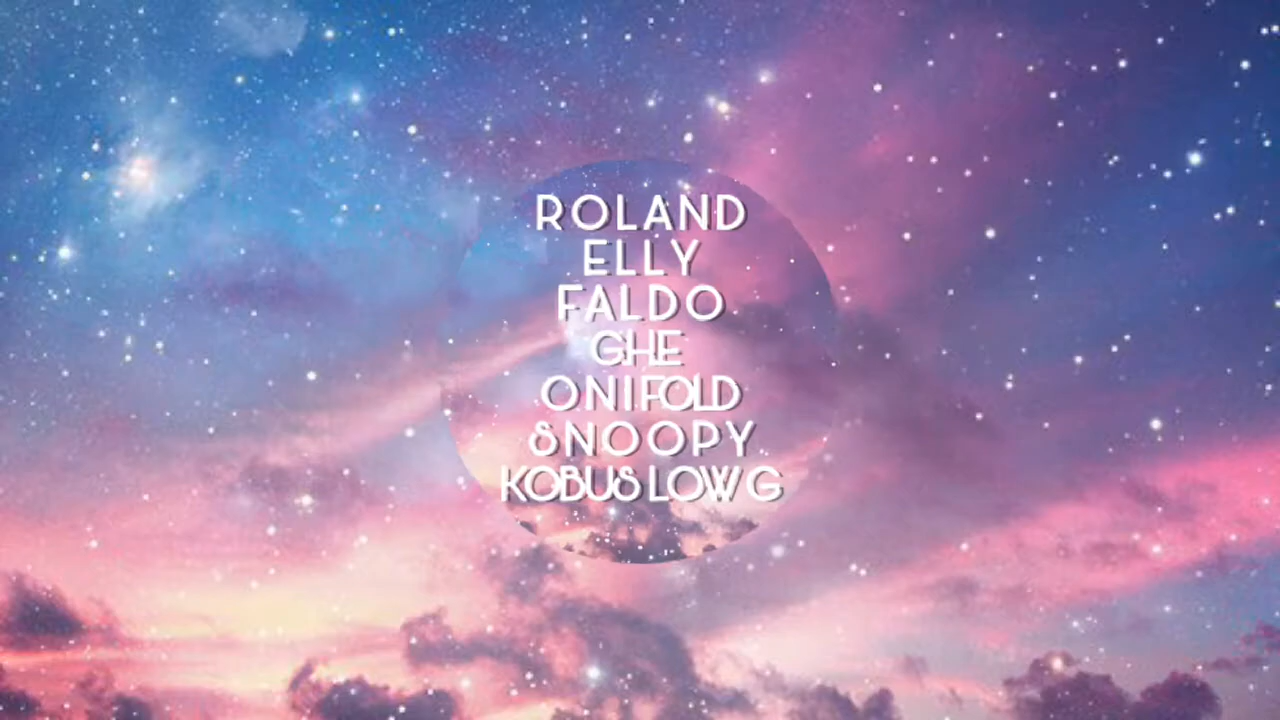 ROLAND
ELLY
FALDO
GHE
ONIFOLD
SNOOPY
KOBUS LOW G